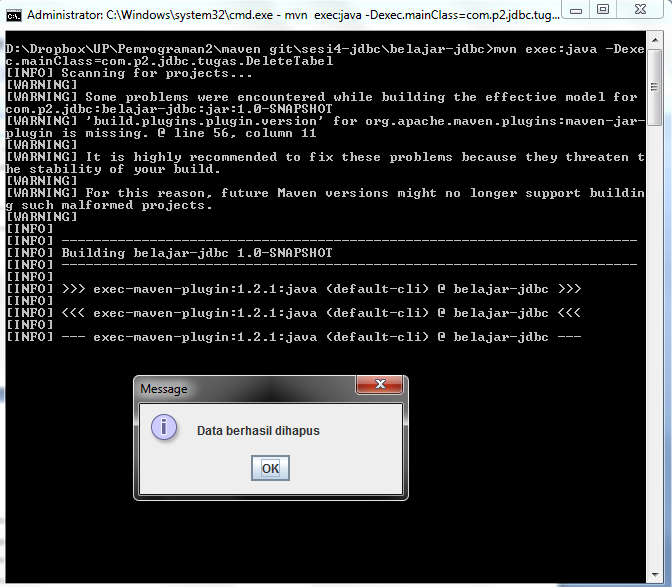 Administrator: C:\Windows\system32\cmd.exe - mvn  exec:java -Dexec.mainClass=com.p2.jdbc.tug...
D:\Dropbox\UP\Pemrograman2\maven git\sesi4-jdbc\belajar-jdbc>mvn exec:java -Dexe
c.mainClass=com.p2.jdbc.tugas.DeleteTabel
[INFO] Scanning for projects...
[WARNING]
[WARNING] Some problems were encountered while building the effective model for
com.p2.jdbc:belajar-jdbc:jar:1.0-SNAPSHOT
[WARNING] 'build.plugins.plugin.version' for org.apache.maven.plugins:maven-jar-
plugin is missing. @ line 56, column 11
[WARNING]
[WARNING] It is highly recommended to fix these problems because they threaten t
he stability of your build.
[WARNING]
[WARNING] For this reason, future Maven versions might no longer support buildin
g such malformed projects.
[WARNING]
[INFO]
[INFO] ------------------------------------------------------------------------
[INFO] Building belajar-jdbc 1.0-SNAPSHOT
[INFO] ------------------------------------------------------------------------
[INFO]
[INFO] >>> exec-maven-plugin:1.2.1:java (default-cli) @ belajar-jdbc >>>
[INFO]
[INFO] <<< exec-maven-plugin:1.2.1:java (default-cli) @ belajar-jdbc <<<
[INFO]
[INFO] --- exec-maven-plugin:1.2.1:java (default-cli) @ belajar-jdbc ---
Message
Data berhasil dihapus
OK